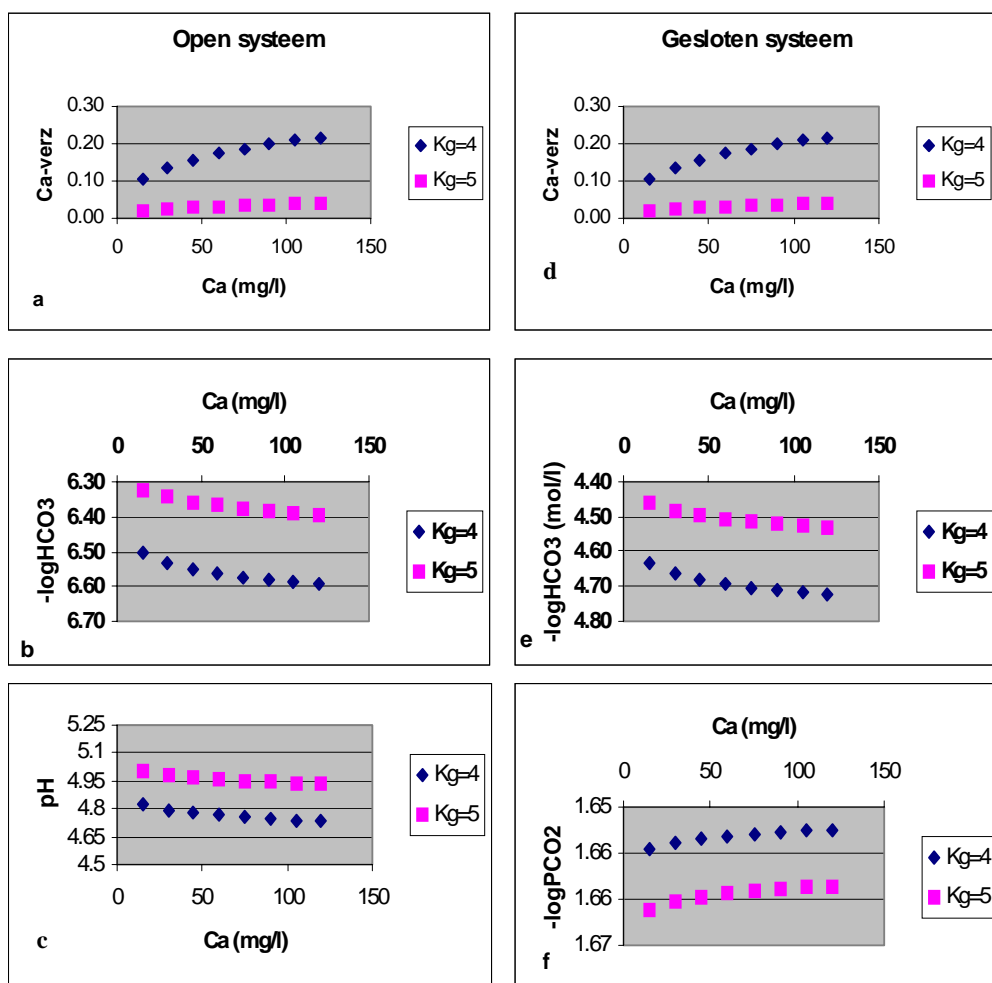 Open systeem
Ca-verz
0.30
0.20
0.10
0.00
0 50 100 150
Ca (mg/l)
Kg=4
Kg=5
a
Gesloten systeem
Ca-verz
0.30
0.20
0.10
0.00
0 50 100 150
Ca (mg/l)
Kg=4
Kg=5
d
Ca (mg/l)
0 50 100 150
-logHCO3
6.30
6.40
6.50
6.60
6.70
Kg=4
Kg=5
b
Ca (mg/l)
0 50 100 150
-logHCO3 (mol/l)
4.40
4.50
4.60
4.70
4.80
Kg=4
Kg=5
e
pH
5.25
5.1
4.95
4.8
4.65
4.5
0 50 100 150
Ca (mg/l)
Kg=4
Kg=5
c
Ca (mg/l)
0 50 100 150
-logPCO2
1.65
1.66
1.66
1.67
Kg=4
Kg=5
f